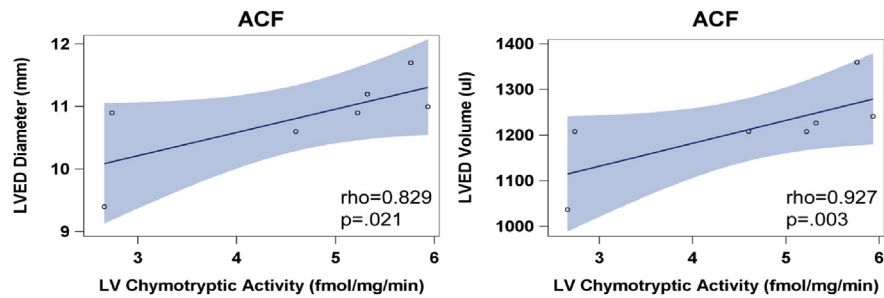 ACF
LVED Diameter (mm)
12
11
10
9
rho=0.829
p=.021
3 4 5 6
LV Chymotryptic Activity (fmol/mg/min)
ACF
LVED Volume (ul)
1400
1300
1200
1100
1000
rho=0.927
p=.003
3 4 5 6
LV Chymotryptic Activity (fmol/mg/min)